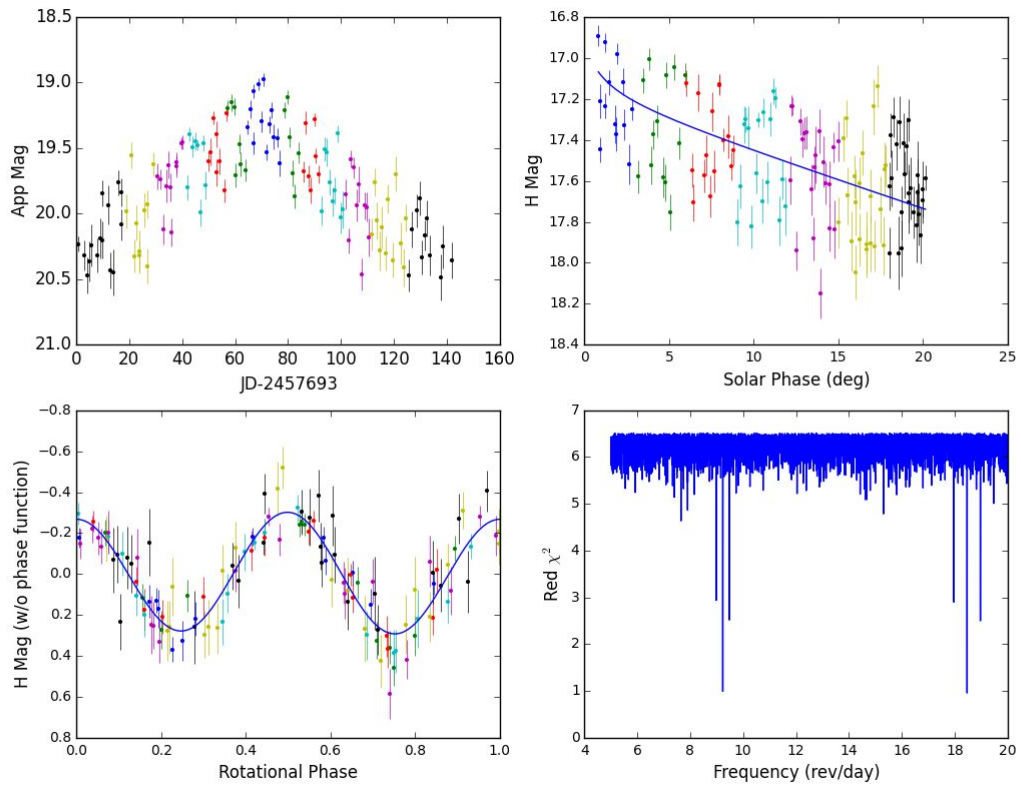 18.5
19.0
19.5
20.0
20.5
21.0
App Mag
0 20 40 60 80 100 120 140 160
JD-2457693
16.8
17.0
17.2
17.4
17.6
17.8
18.0
18.2
18.4
H Mag
0 5 10 15 20 25
Solar Phase (deg)
−0.8
−0.6
−0.4
−0.2
0.0
0.2
0.4
0.6
0.8
H Mag (w/o phase function)
0.0 0.2 0.4 0.6 0.8 1.0
Rotational Phase
7
6
5
4
3
2
1
0
Red χ²
4 6 8 10 12 14 16 18 20
Frequency (rev/day)